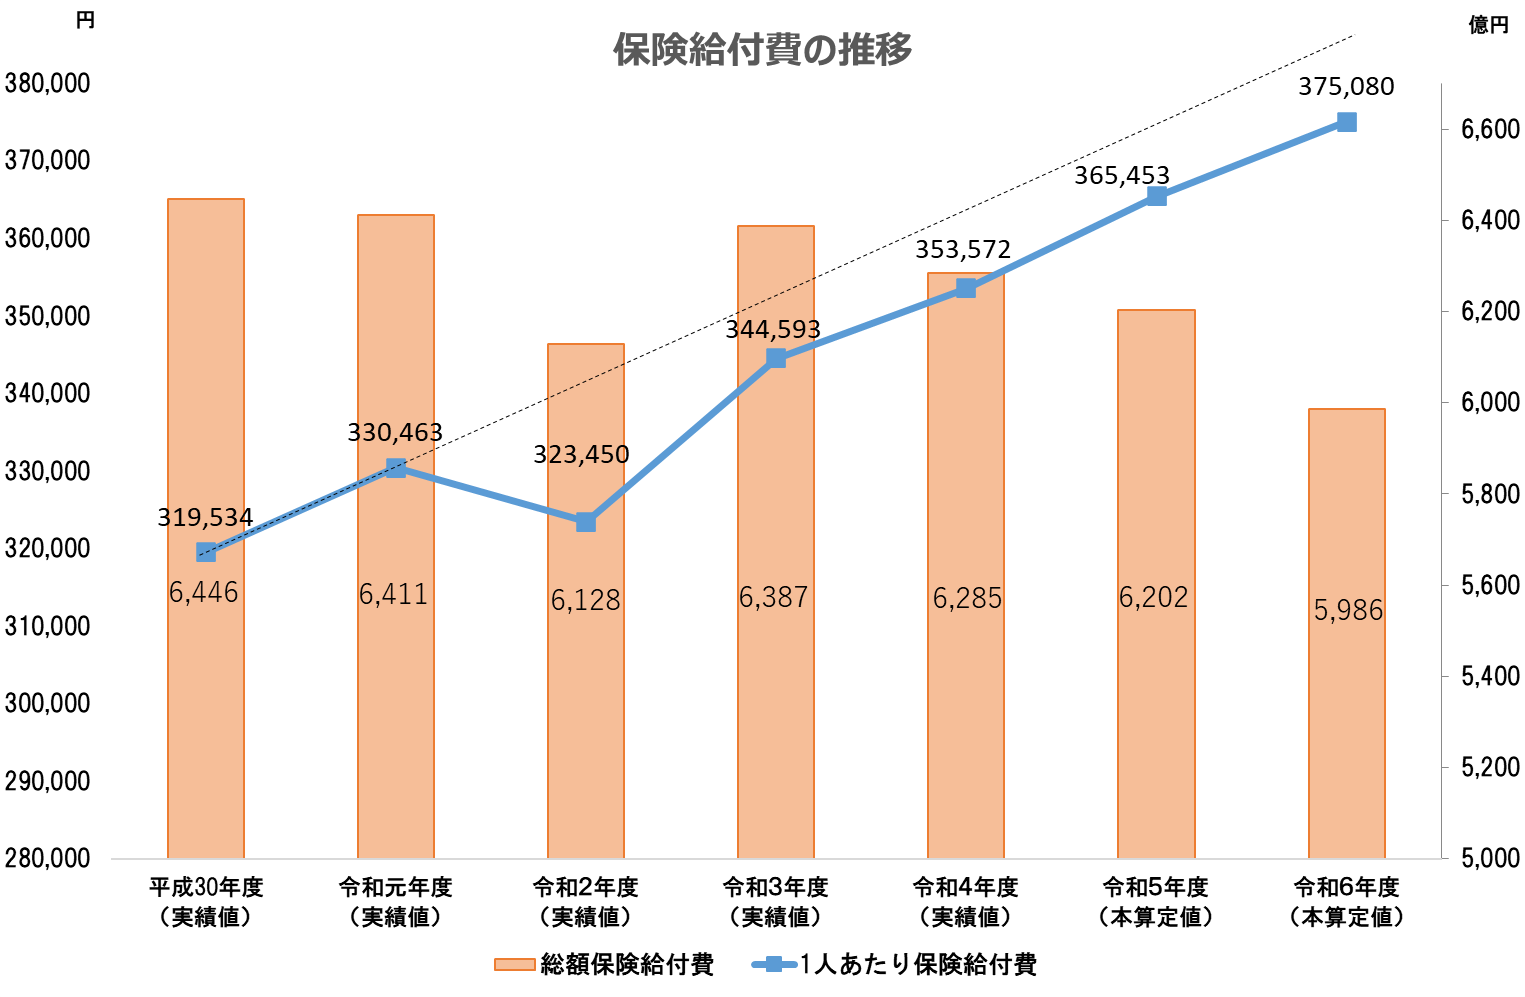 円
億円
保険給付費の推移
380,000
370,000
360,000
350,000
340,000
330,000
320,000
310,000
300,000
290,000
280,000
6,600
6,400
6,200
6,000
5,800
5,600
5,400
5,200
5,000
319,534
330,463
323,450
344,593
353,572
365,453
375,080
6,446
6,411
6,128
6,387
6,285
6,202
5,986
平成30年度
（実績値）
令和元年度
（実績値）
令和2年度
（実績値）
令和3年度
（実績値）
令和4年度
（実績値）
令和5年度
（本算定値）
令和6年度
（本算定値）
総額保険給付費
1人あたり保険給付費